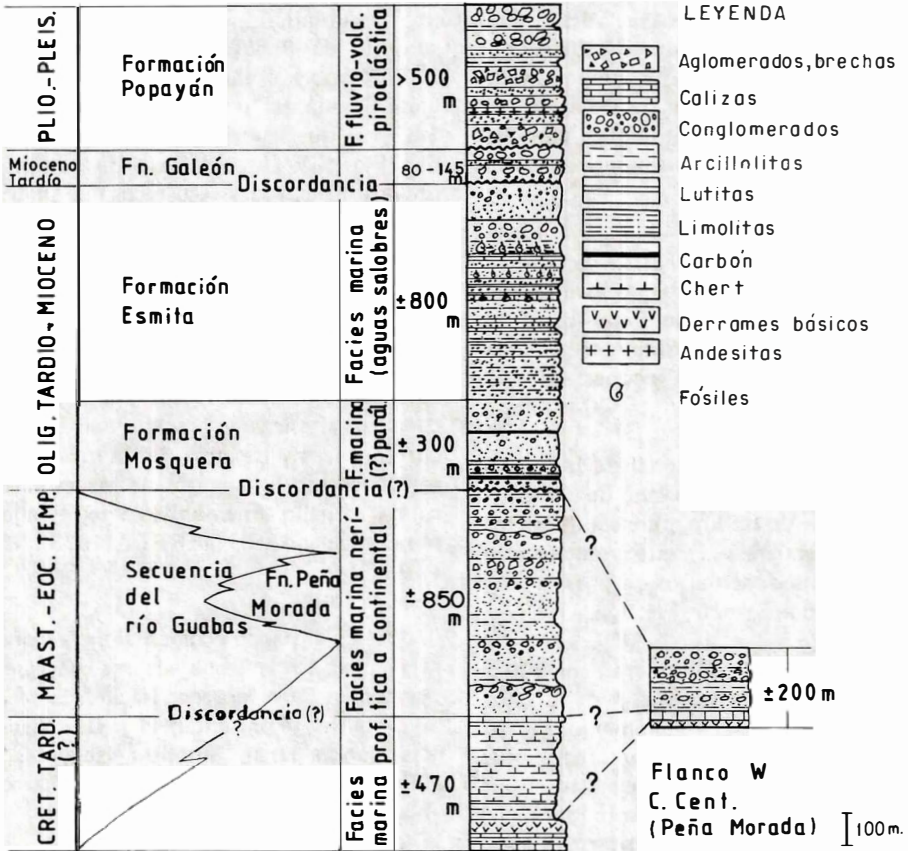 PLIO.-PLEIS.
Formación
Popayán
F. fluvio-volc.
piroclástica
>500
m
Mioceno
Tardío
Fn. Galeón
80-145
m
Discordancia
OLIG. TARDIO-MIOCENO
Formación
Esmita
Facies marina
(aguas salobres)
±800
m
Formación
Mosquera
F. marina
(?) parál
±300
m
Discordancia (?)
MAAST.-EOC. TEMP.
Secuencia
del
río Guabas
Fn. Peña
Morada
Facies marina nerí-
tica a continental
±850
m
Discordancia (?)
?
CRET. TARD.
(?)
Facies
marina prof.
±470
m
LEYENDA
Aglomerados, brechas
Calizas
Conglomerados
Arcillolitas
Lutitas
Limolitas
Carbón
Chert
Derrames básicos
Andesitas
Fósiles
?
?
?
±200 m
Flanco W
C. Cent.
(Peña Morada)
100 m.